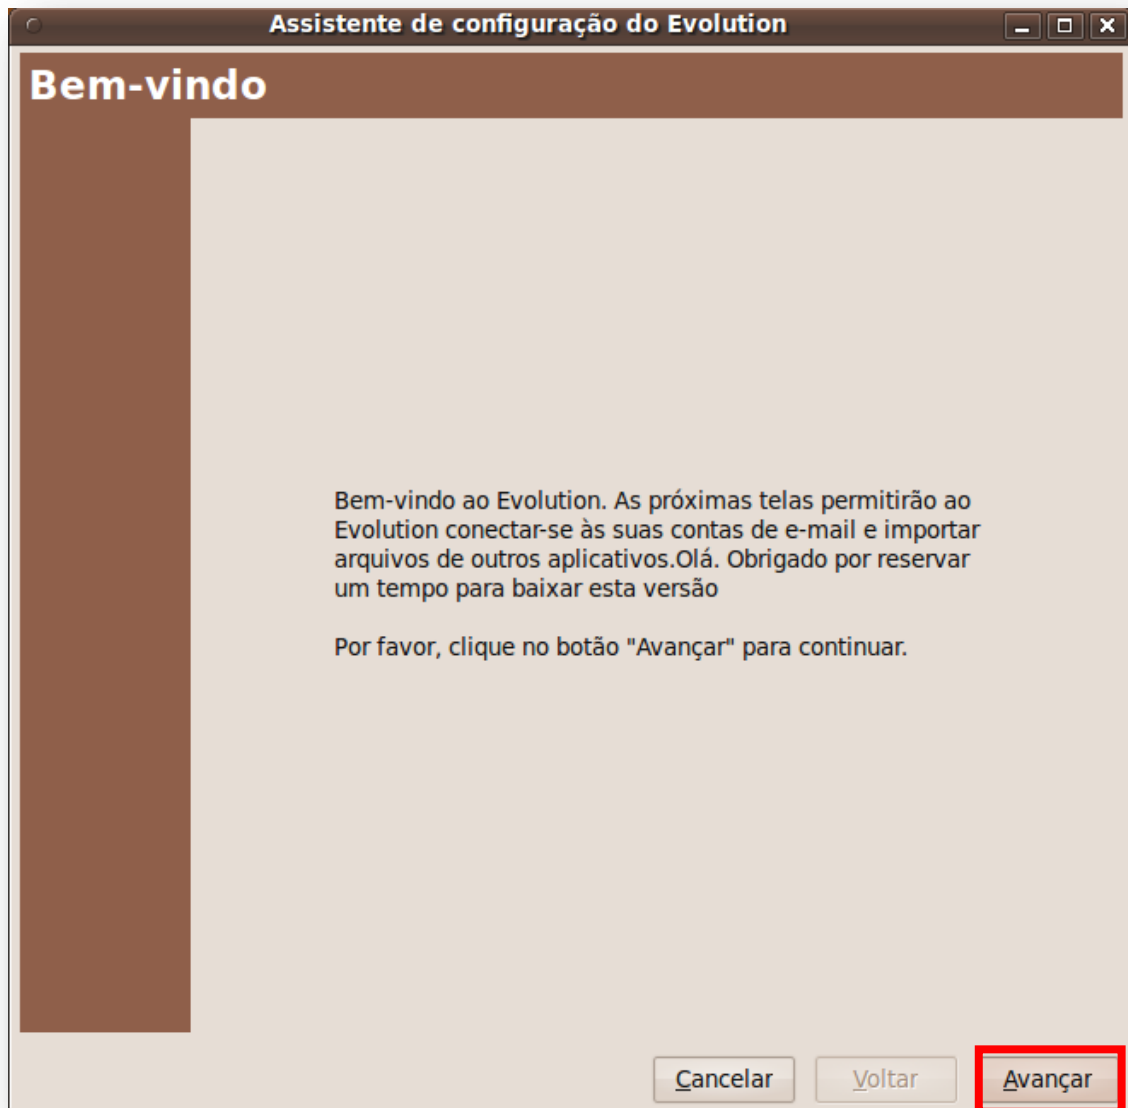 Assistente de configuração do Evolution
Bem-vindo
Bem-vindo ao Evolution. As próximas telas permitirão ao
Evolution conectar-se às suas contas de e-mail e importar
arquivos de outros aplicativos.Olá. Obrigado por reservar
um tempo para baixar esta versão
Por favor, clique no botão "Avançar" para continuar.
Cancelar Voltar Avançar